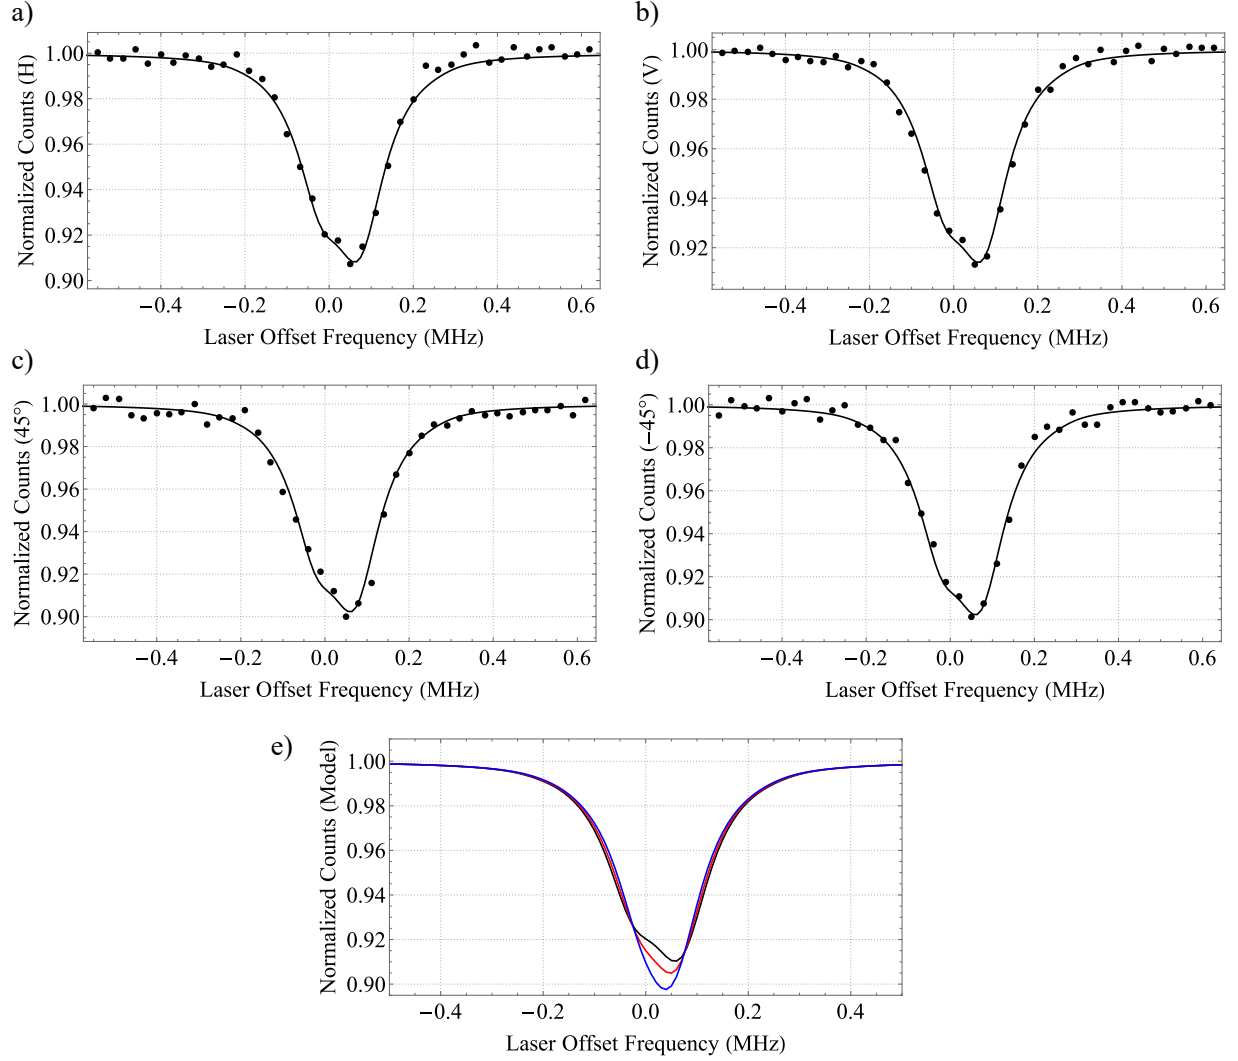 a)
Normalized Counts (H)
1.00
0.98
0.96
0.94
0.92
0.90
−0.4 −0.2 0.0 0.2 0.4 0.6
Laser Offset Frequency (MHz)
b)
Normalized Counts (V)
1.00
0.98
0.96
0.94
0.92
−0.4 −0.2 0.0 0.2 0.4 0.6
Laser Offset Frequency (MHz)
c)
Normalized Counts (45°)
1.00
0.98
0.96
0.94
0.92
0.90
−0.4 −0.2 0.0 0.2 0.4 0.6
Laser Offset Frequency (MHz)
d)
Normalized Counts (−45°)
1.00
0.98
0.96
0.94
0.92
0.90
−0.4 −0.2 0.0 0.2 0.4 0.6
Laser Offset Frequency (MHz)
e)
Normalized Counts (Model)
1.00
0.98
0.96
0.94
0.92
0.90
−0.4 −0.2 0.0 0.2 0.4
Laser Offset Frequency (MHz)